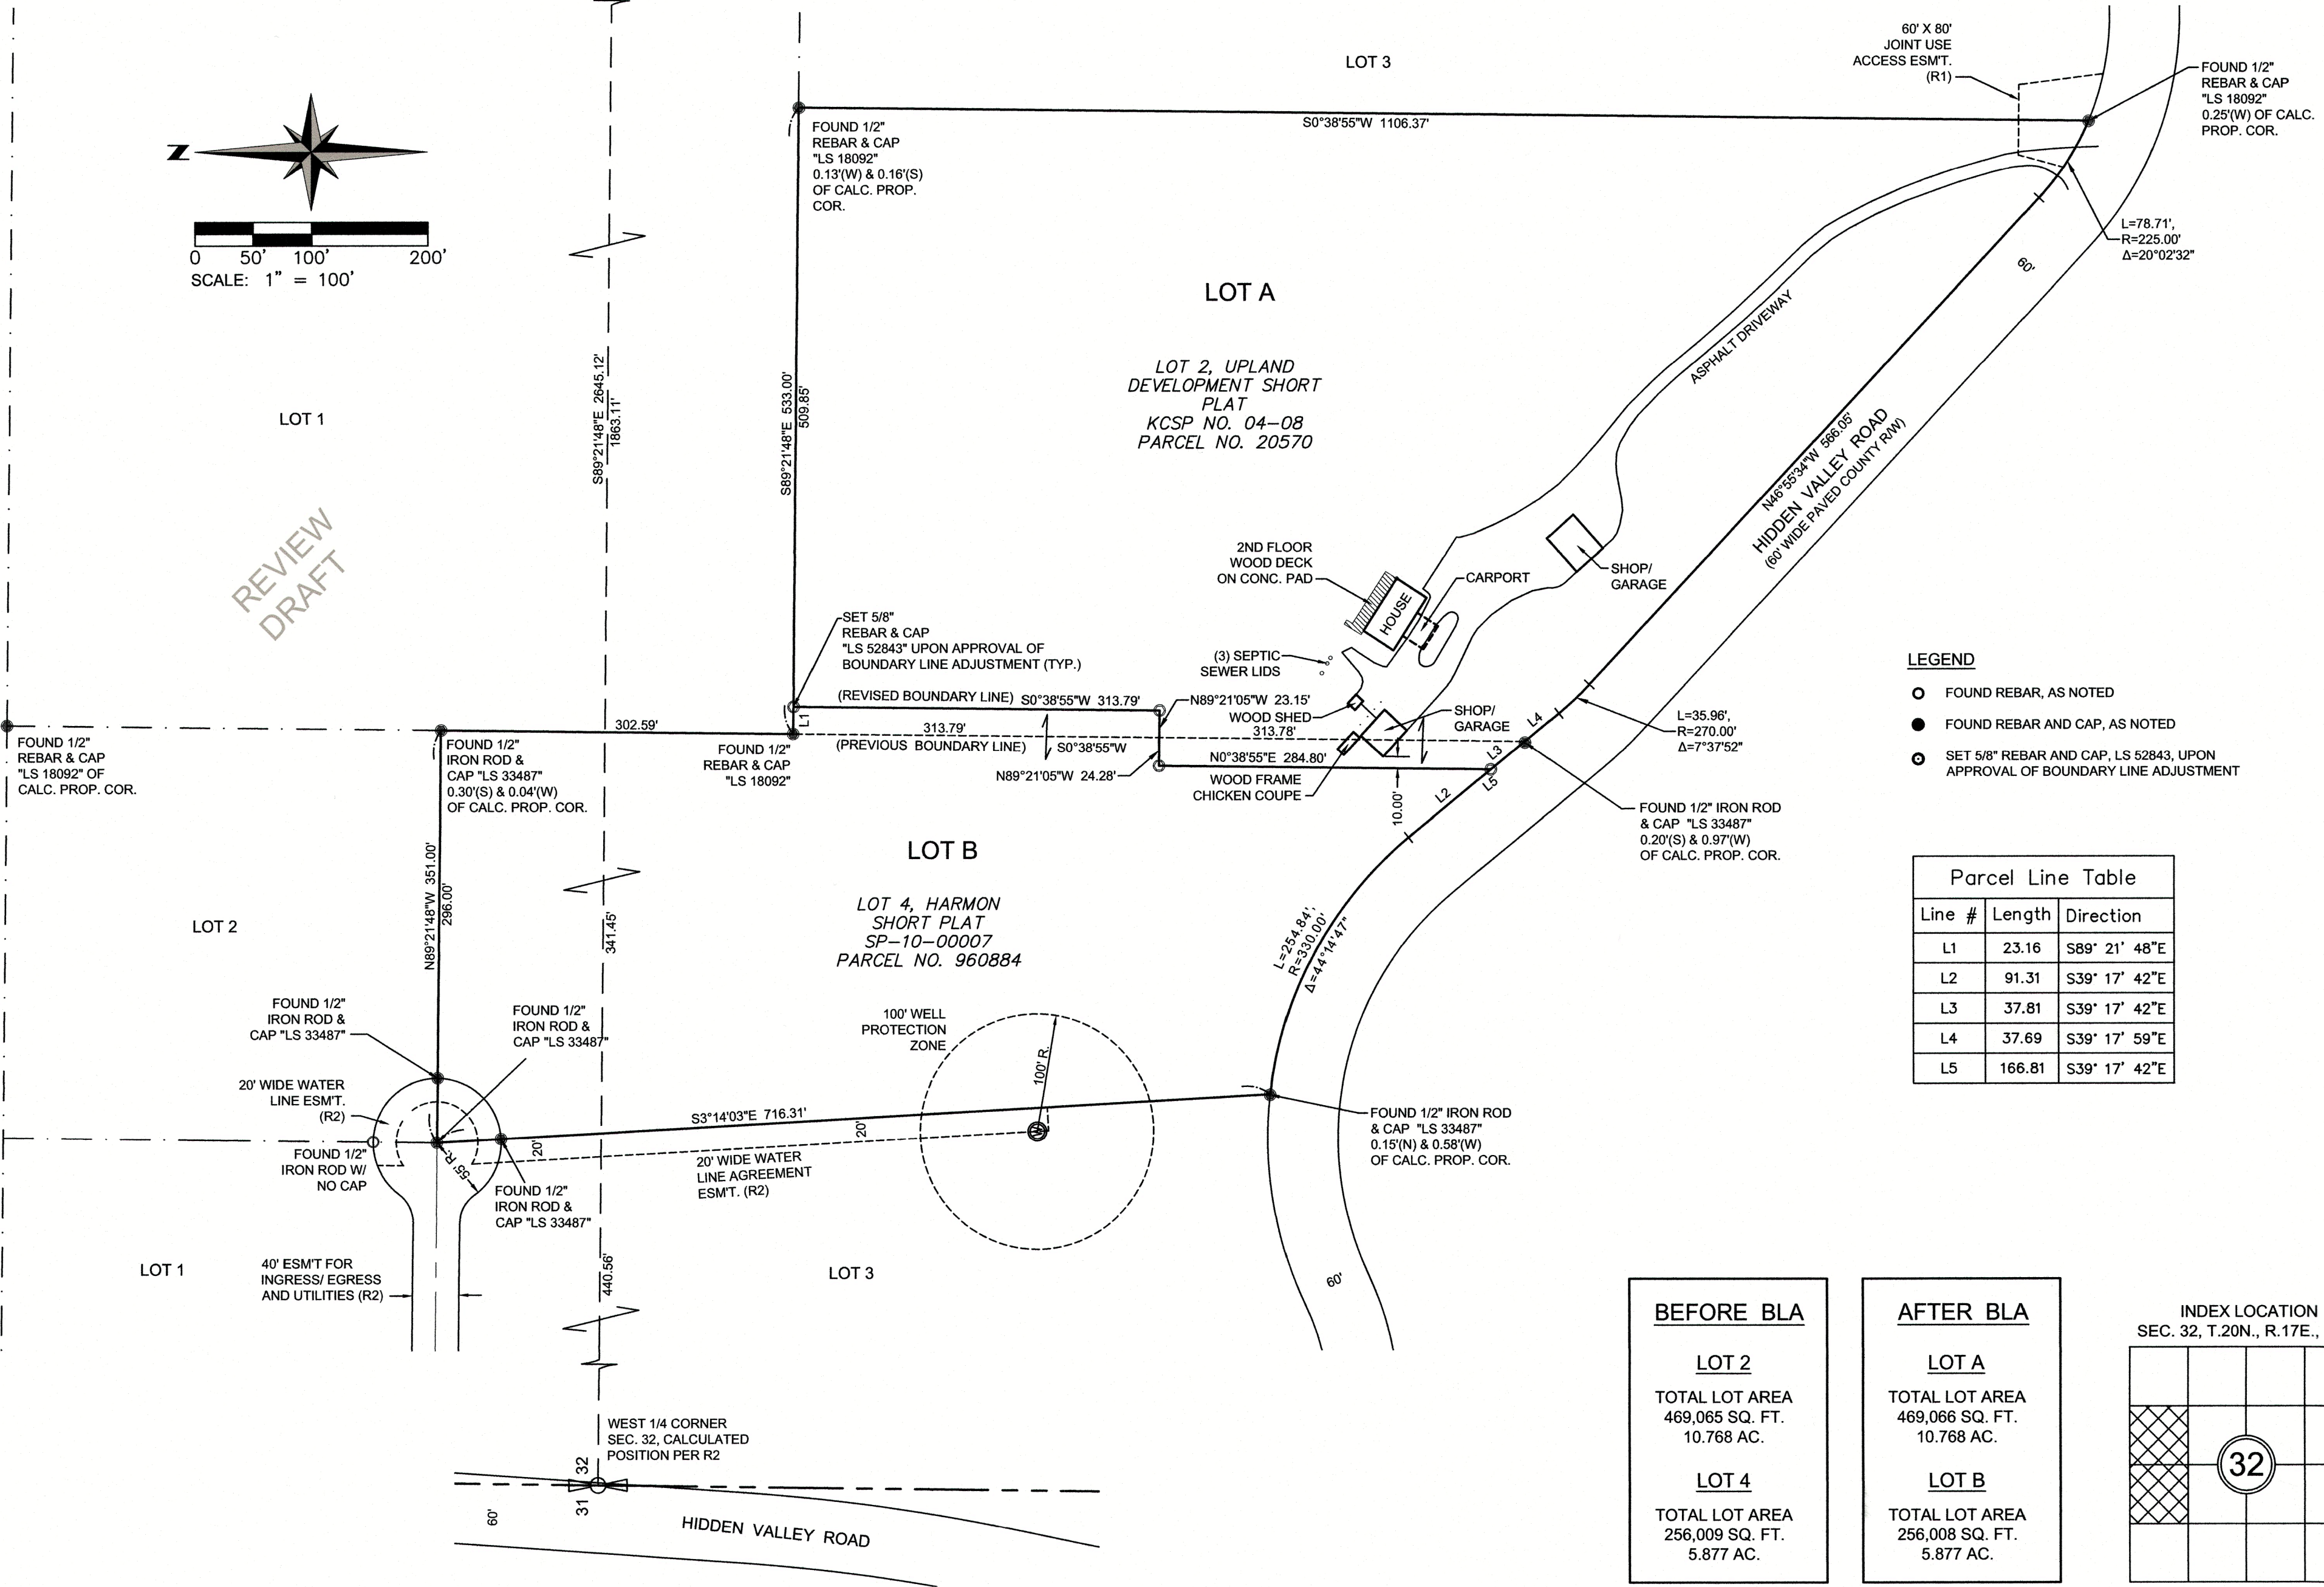 60' X 80'
JOINT USE
ACCESS ESM'T.
(R1)
LOT 3
FOUND 1/2"
REBAR & CAP
"LS 18092"
0.25'(W) OF CALC.
PROP. COR.
S0°38'55"W 1106.37'
FOUND 1/2"
REBAR & CAP
"LS 18092"
0.13'(W) & 0.16'(S)
OF CALC. PROP.
COR.
Z
0 50' 100' 200'
SCALE: 1" = 100'
L=78.71',
R=225.00'
Δ=20°02'32"
60'
LOT A
LOT 2, UPLAND
DEVELOPMENT SHORT
PLAT
KCSP NO. 04-08
PARCEL NO. 20570
ASPHALT DRIVEWAY
S89°21'48"E 2645.12'
1863.11'
S89°21'48"E 533.00'
509.85'
LOT 1
N46°55'34"W 566.05'
HIDDEN VALLEY ROAD
(60' WIDE PAVED COUNTY R/W)
REVIEW
DRAFT
2ND FLOOR
WOOD DECK
ON CONC. PAD
HOUSE
CARPORT
SHOP/
GARAGE
SET 5/8"
REBAR & CAP
"LS 52843" UPON APPROVAL OF
BOUNDARY LINE ADJUSTMENT (TYP.)
(3) SEPTIC
SEWER LIDS
(REVISED BOUNDARY LINE) S0°38'55"W 313.79'
N89°21'05"W 23.15'
WOOD SHED
SHOP/
GARAGE
L1
302.59'
313.79'
313.78'
(PREVIOUS BOUNDARY LINE)
S0°38'55"W
N0°38'55"E 284.80'
N89°21'05"W 24.28'
WOOD FRAME
CHICKEN COUPE
10.00'
L4
L3
L5
L2
L=35.96',
R=270.00'
Δ=7°37'52"
FOUND 1/2"
REBAR & CAP
"LS 18092" OF
CALC. PROP. COR.
FOUND 1/2"
IRON ROD &
CAP "LS 33487"
0.30'(S) & 0.04'(W)
OF CALC. PROP. COR.
FOUND 1/2"
REBAR & CAP
"LS 18092"
FOUND 1/2" IRON ROD
& CAP "LS 33487"
0.20'(S) & 0.97'(W)
OF CALC. PROP. COR.
LEGEND
FOUND REBAR, AS NOTED
FOUND REBAR AND CAP, AS NOTED
SET 5/8" REBAR AND CAP, LS 52843, UPON
APPROVAL OF BOUNDARY LINE ADJUSTMENT
Parcel Line Table
Line # Length Direction
L1 23.16 S89° 21' 48"E
L2 91.31 S39° 17' 42"E
L3 37.81 S39° 17' 42"E
L4 37.69 S39° 17' 59"E
L5 166.81 S39° 17' 42"E
LOT B
LOT 4, HARMON
SHORT PLAT
SP-10-00007
PARCEL NO. 960884
N89°21'48"W 351.00'
296.00'
341.45'
LOT 2
L=254.84',
R=330.00'
Δ=44°14'47"
FOUND 1/2"
IRON ROD &
CAP "LS 33487"
FOUND 1/2"
IRON ROD &
CAP "LS 33487"
100' WELL
PROTECTION
ZONE
100' R.
W
20' WIDE WATER
LINE ESM'T.
(R2)
S3°14'03"E 716.31'
20'
20'
20' WIDE WATER
LINE AGREEMENT
ESM'T. (R2)
55' R.
FOUND 1/2"
IRON ROD W/
NO CAP
FOUND 1/2"
IRON ROD &
CAP "LS 33487"
FOUND 1/2" IRON ROD
& CAP "LS 33487"
0.15'(N) & 0.58'(W)
OF CALC. PROP. COR.
LOT 1
40' ESM'T FOR
INGRESS/ EGRESS
AND UTILITIES (R2)
440.56'
LOT 3
60'
WEST 1/4 CORNER
SEC. 32, CALCULATED
POSITION PER R2
32
31
60'
HIDDEN VALLEY ROAD
BEFORE BLA
LOT 2
TOTAL LOT AREA
469,065 SQ. FT.
10.768 AC.
LOT 4
TOTAL LOT AREA
256,009 SQ. FT.
5.877 AC.
AFTER BLA
LOT A
TOTAL LOT AREA
469,066 SQ. FT.
10.768 AC.
LOT B
TOTAL LOT AREA
256,008 SQ. FT.
5.877 AC.
INDEX LOCATION
SEC. 32, T.20N., R.17E.,
32